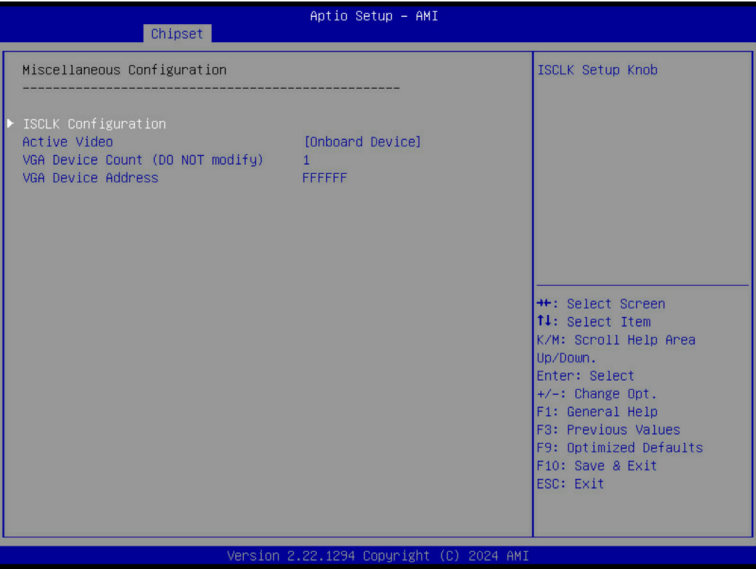 Aptio Setup – AMI
Chipset
Miscellaneous Configuration
--------------------------------------------------
ISCLK Configuration
Active Video [Onboard Device]
VGA Device Count (DO NOT modify) 1
VGA Device Address FFFFFF
ISCLK Setup Knob
→←: Select Screen
↑↓: Select Item
K/M: Scroll Help Area
Up/Down.
Enter: Select
+/-: Change Opt.
F1: General Help
F3: Previous Values
F9: Optimized Defaults
F10: Save & Exit
ESC: Exit
Version 2.22.1294 Copyright (C) 2024 AMI